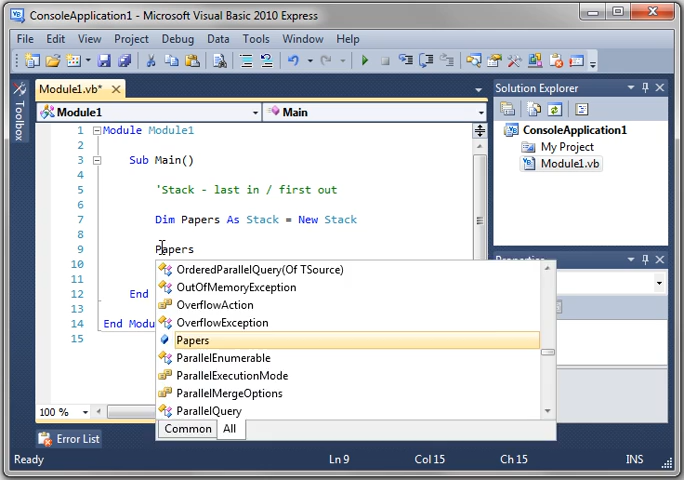 ConsoleApplication1 - Microsoft Visual Basic 2010 Express
File Edit View Project Debug Data Tools Window Help
Module1.vb*
Solution Explorer
Toolbox
Module1 Main
1 Module Module1
2
3 Sub Main()
4
5 'Stack - last in / first out
6
7 Dim Papers As Stack = New Stack
8
9 Papers
10
11
12 End
13
14 End Modu
15
OrderedParallelQuery(Of TSource)
OutOfMemoryException
OverflowAction
OverflowException
Papers
ParallelEnumerable
ParallelExecutionMode
ParallelMergeOptions
ParallelQuery
Common All
ConsoleApplication1
My Project
Module1.vb
Properties
100 %
Error List
Ready Ln 9 Col 15 Ch 15 INS